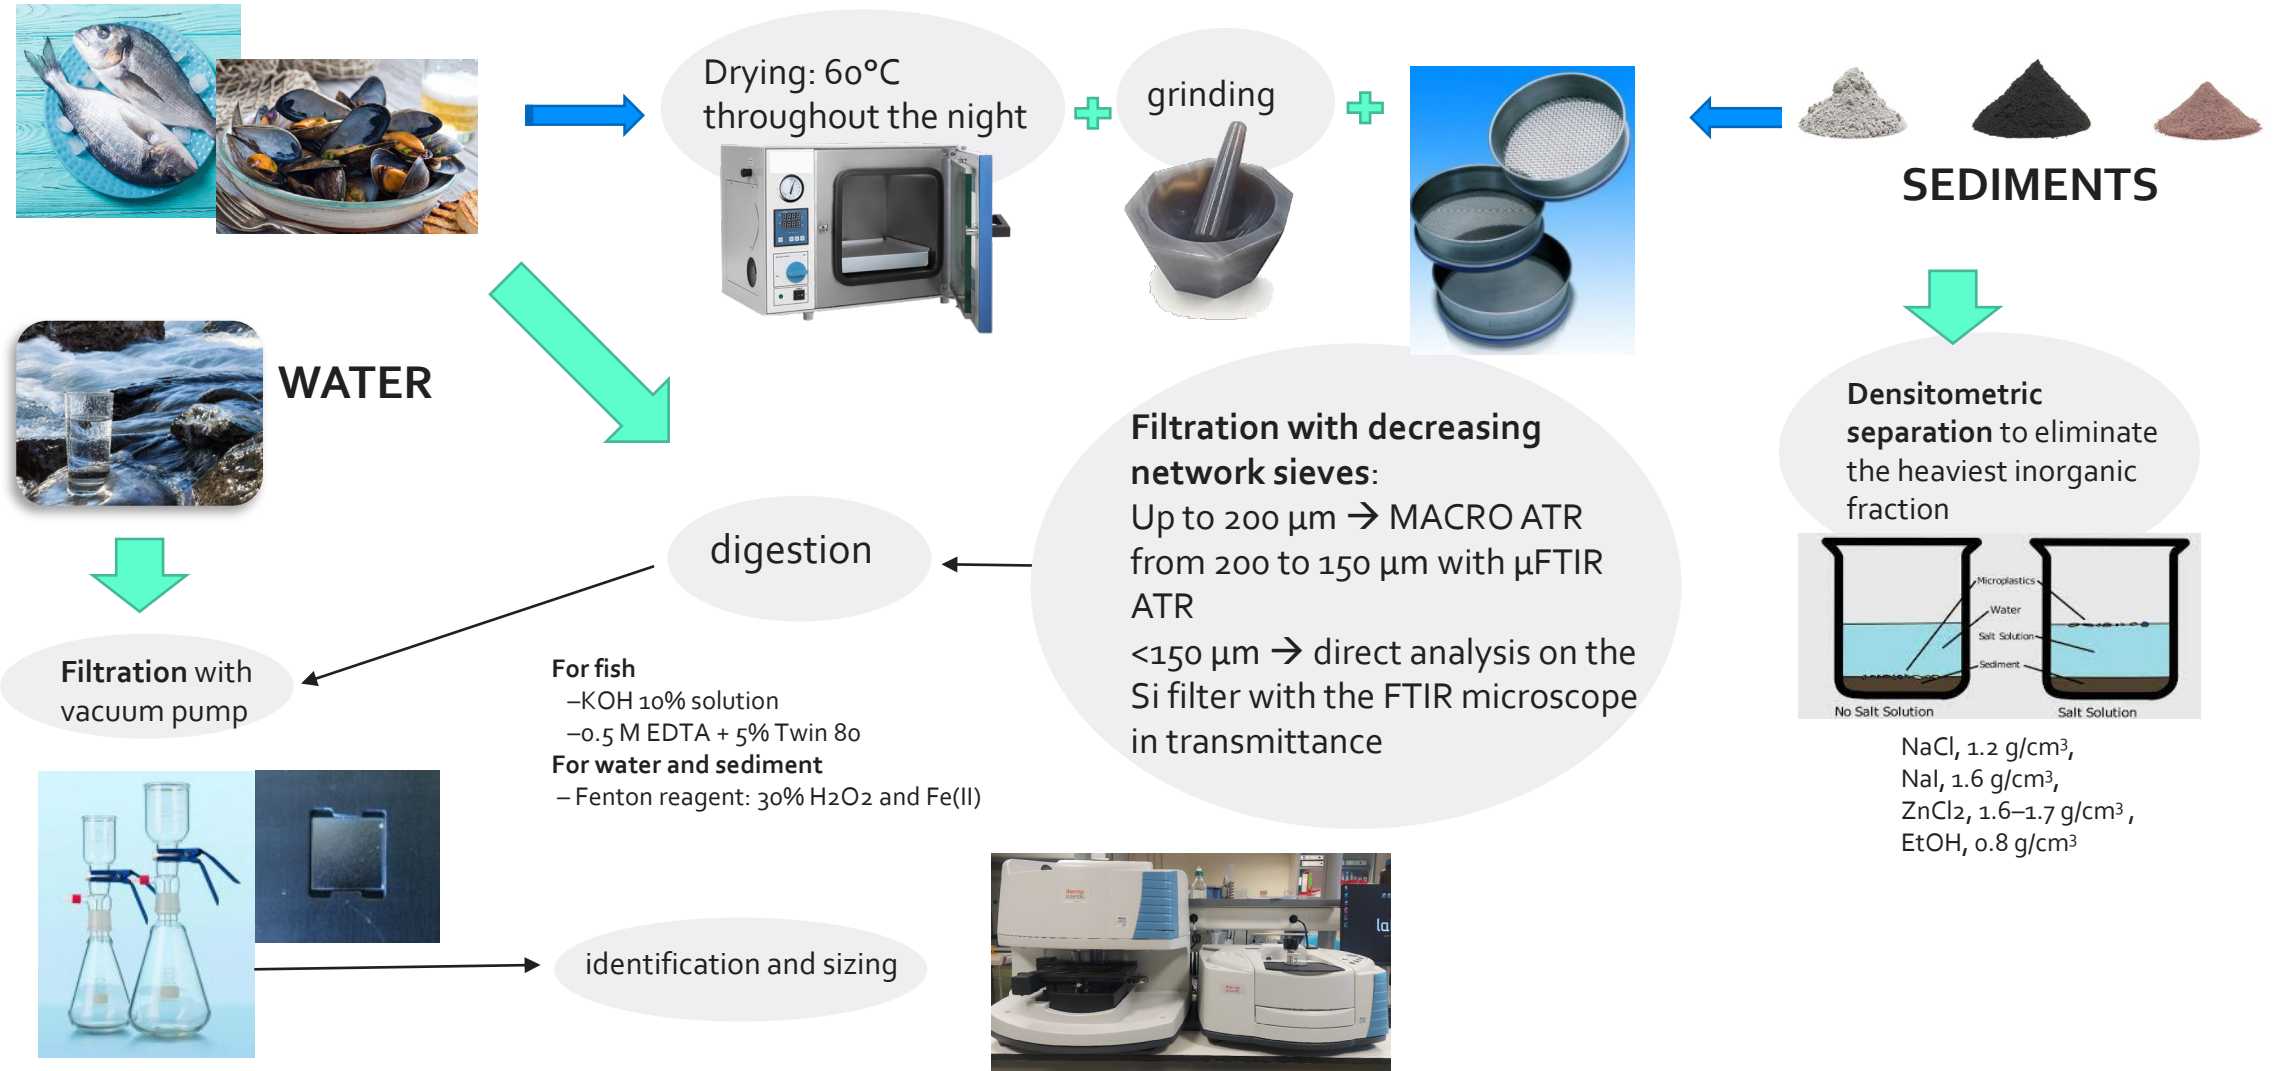 Drying: 60°C
throughout the night
grinding
SEDIMENTS
WATER
Densitometric
separation to eliminate
the heaviest inorganic
fraction
Filtration with decreasing
network sieves:
Up to 200 µm → MACRO ATR
from 200 to 150 µm with µFTIR
ATR
<150 µm → direct analysis on the
Si filter with the FTIR microscope
in transmittance
digestion
Microplastics
Water
Salt Solution
Sediment
No Salt Solution
Salt Solution
Filtration with
vacuum pump
For fish
–KOH 10% solution
–0.5 M EDTA + 5% Twin 80
For water and sediment
– Fenton reagent: 30% H2O2 and Fe(II)
NaCl, 1.2 g/cm³,
NaI, 1.6 g/cm³,
ZnCl2, 1.6–1.7 g/cm³ ,
EtOH, 0.8 g/cm³
identification and sizing
thermo
scientific
la